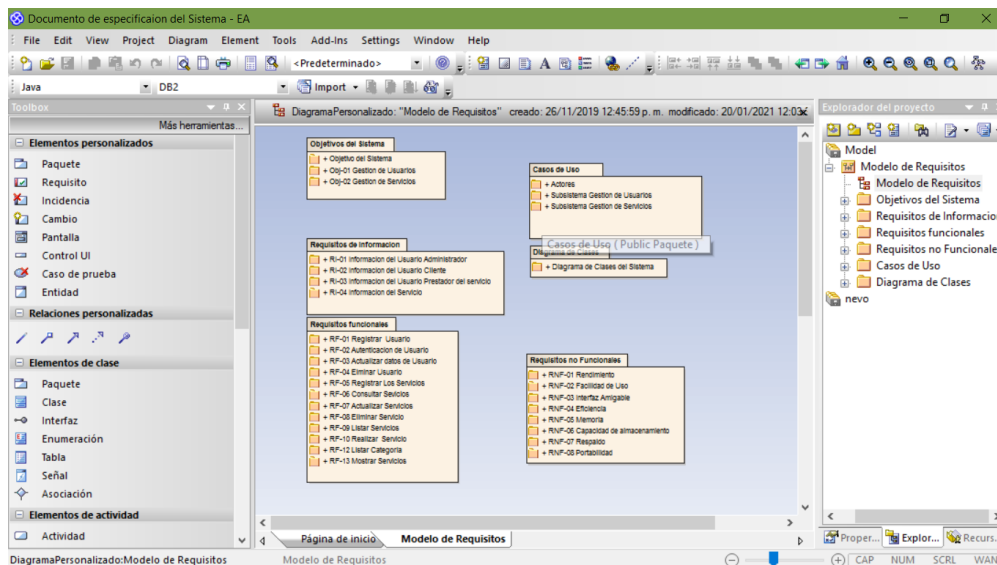 Documento de especificaion del Sistema - EA
File Edit View Project Diagram Element Tools Add-Ins Settings Window Help
<Predeterminado>
Java DB2 Import
Toolbox
Más herramientas...
Elementos personalizados
Paquete
Requisito
Incidencia
Cambio
Pantalla
Control UI
Caso de prueba
Entidad
Relaciones personalizadas
Elementos de clase
Paquete
Clase
Interfaz
Enumeración
Tabla
Señal
Asociación
Elementos de actividad
Actividad
DiagramaPersonalizado: "Modelo de Requisitos" creado: 26/11/2019 12:45:59 p. m. modificado: 20/01/2021 12:03
Objetivos del Sistema
+ Objetivo del Sistema
+ Obj-01 Gestion de Usuarios
+ Obj-02 Gestion de Servicios
Casos de Uso
+ Actores
+ Subsistema Gestion de Usuarios
+ Subsistema Gestion de Servicios
Casos de Uso ( Public Paquete )
Requisitos de Informacion
+ RI-01 Informacion del Usuario Administrador
+ RI-02 Informacion del Usuario Cliente
+ RI-03 Informacion del Usuario Prestador del servicio
+ RI-04 Informacion del Servicio
Diagrama de Clases
+ Diagrama de Clases del Sistema
Requisitos funcionales
+ RF-01 Registrar Usuario
+ RF-02 Autenticacion de Usuario
+ RF-03 Actualizar datos de Usuario
+ RF-04 Elminar Usuario
+ RF-05 Registrar Los Servicios
+ RF-06 Consultar Sevicios
+ RF-07 Actualizar Servicios
+ RF-08 Eliminar Servicio
+ RF-09 Listar Servicios
+ RF-10 Realizar Servicio
+ RF-12 Listar Categoria
+ RF-13 Mostrar Servicios
Requisitos no Funcionales
+ RNF-01 Rendimiento
+ RNF-02 Facilidad de Uso
+ RNF-03 Interfaz Amigable
+ RNF-04 Eficiencia
+ RNF-05 Memoria
+ RNF-06 Capacidad de almacenamiento
+ RNF-07 Respaldo
+ RNF-08 Portabilidad
Página de inicio Modelo de Requisitos
Explorador del proyecto
Model
Modelo de Requisitos
Modelo de Requisitos
Objetivos del Sistema
Requisitos de Informacio
Requisitos funcionales
Requisitos no Funcionale
Casos de Uso
Diagrama de Clases
nevo
Proper... Explor... Recurs...
DiagramaPersonalizado:Modelo de Requisitos Modelo de Requisitos CAP NUM SCRL WAN